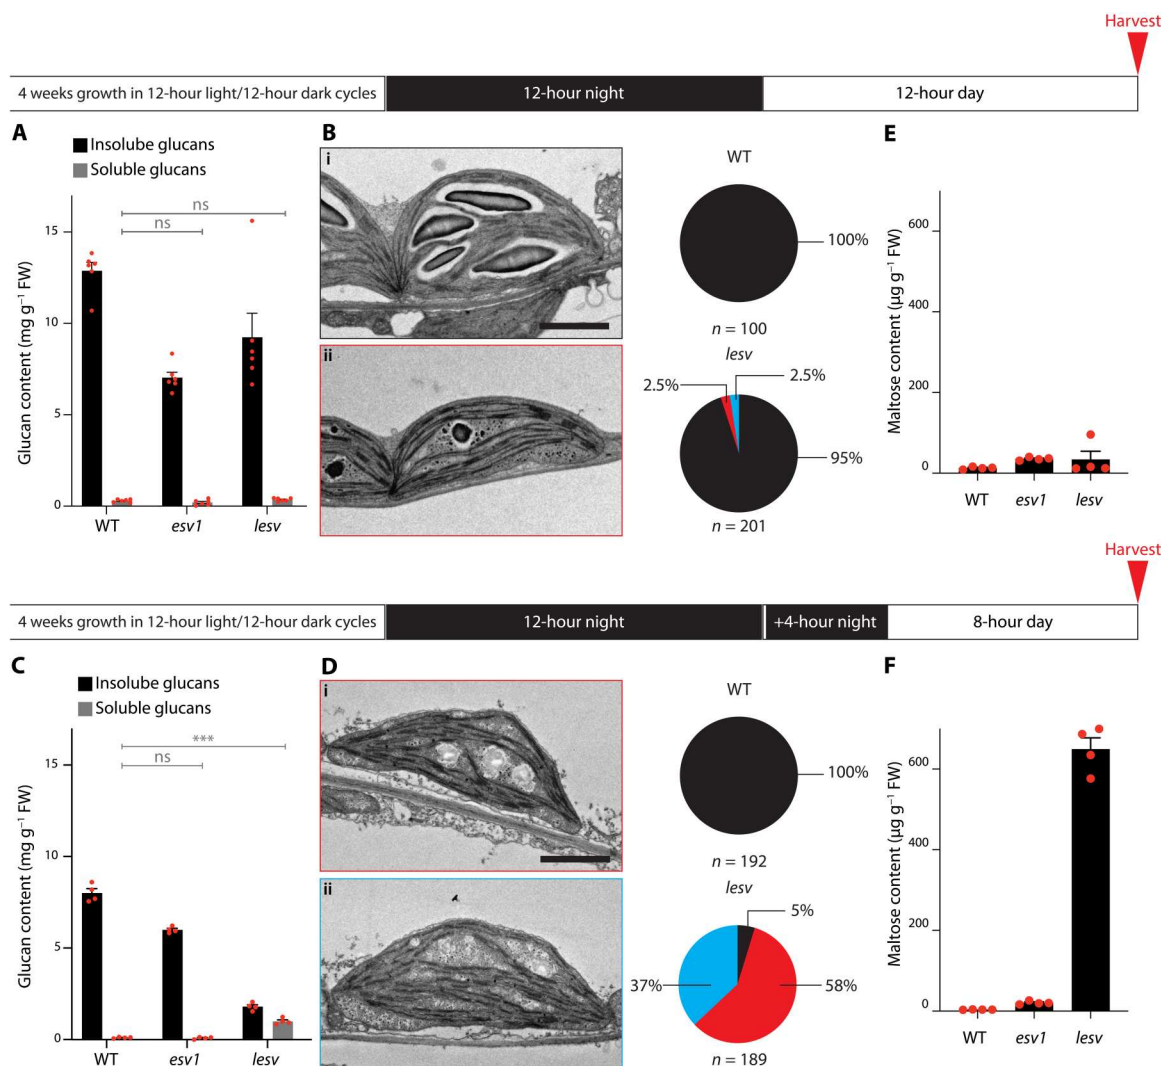 Harvest
4 weeks growth in 12-hour light/12-hour dark cycles
12-hour night
12-hour day
A
Insolube glucans
Soluble glucans
ns
ns
15
10
5
0
Glucan content (mg g⁻¹ FW)
WT
esv1
lesv
B
i
ii
WT
100%
n = 100
lesv
2.5%
2.5%
95%
n = 201
E
600
400
200
0
Maltose content (µg g⁻¹ FW)
WT
esv1
lesv
Harvest
4 weeks growth in 12-hour light/12-hour dark cycles
12-hour night
+4-hour night
8-hour day
C
Insolube glucans
Soluble glucans
***
ns
15
10
5
0
Glucan content (mg g⁻¹ FW)
WT
esv1
lesv
D
i
ii
WT
100%
n = 192
lesv
5%
37%
58%
n = 189
F
600
400
200
0
Maltose content (µg g⁻¹ FW)
WT
esv1
lesv